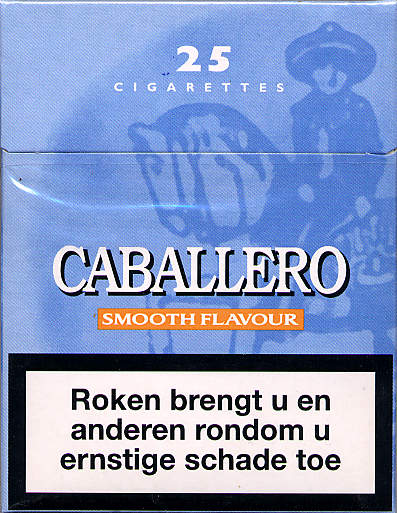 25
CIGARETTES
CABALLERO
SMOOTH FLAVOUR
Roken brengt u en
anderen rondom u
ernstige schade toe